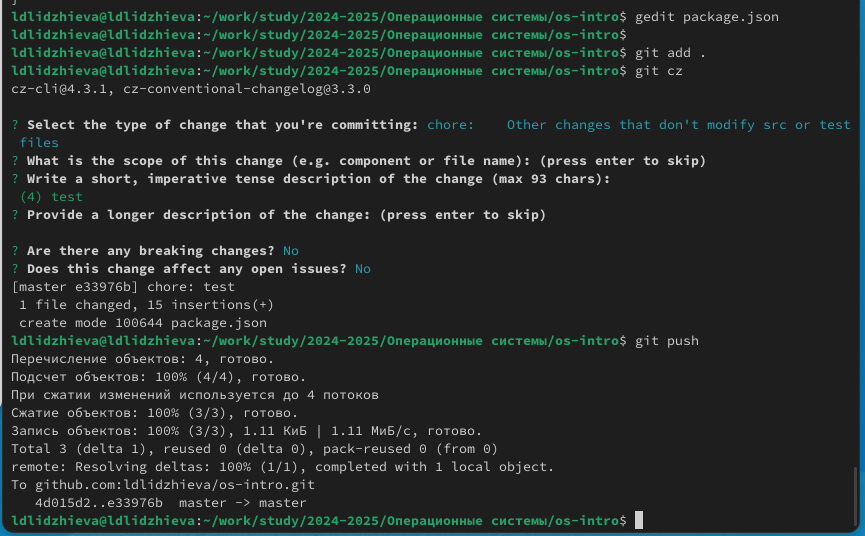 ldlidzhieva@ldlidzhieva:~/work/study/2024-2025/Операционные системы/os-intro$ gedit package.json
ldlidzhieva@ldlidzhieva:~/work/study/2024-2025/Операционные системы/os-intro$
ldlidzhieva@ldlidzhieva:~/work/study/2024-2025/Операционные системы/os-intro$ git add .
ldlidzhieva@ldlidzhieva:~/work/study/2024-2025/Операционные системы/os-intro$ git cz
cz-cli@4.3.1, cz-conventional-changelog@3.3.0
? Select the type of change that you're committing: chore:    Other changes that don't modify src or test
 files
? What is the scope of this change (e.g. component or file name): (press enter to skip)
? Write a short, imperative tense description of the change (max 93 chars):
 (4) test
? Provide a longer description of the change: (press enter to skip)
? Are there any breaking changes? No
? Does this change affect any open issues? No
[master e33976b] chore: test
 1 file changed, 15 insertions(+)
 create mode 100644 package.json
ldlidzhieva@ldlidzhieva:~/work/study/2024-2025/Операционные системы/os-intro$ git push
Перечисление объектов: 4, готово.
Подсчет объектов: 100% (4/4), готово.
При сжатии изменений используется до 4 потоков
Сжатие объектов: 100% (3/3), готово.
Запись объектов: 100% (3/3), 1.11 КиБ | 1.11 МиБ/с, готово.
Total 3 (delta 1), reused 0 (delta 0), pack-reused 0 (from 0)
remote: Resolving deltas: 100% (1/1), completed with 1 local object.
To github.com:ldlidzhieva/os-intro.git
   4d015d2..e33976b  master -> master
ldlidzhieva@ldlidzhieva:~/work/study/2024-2025/Операционные системы/os-intro$